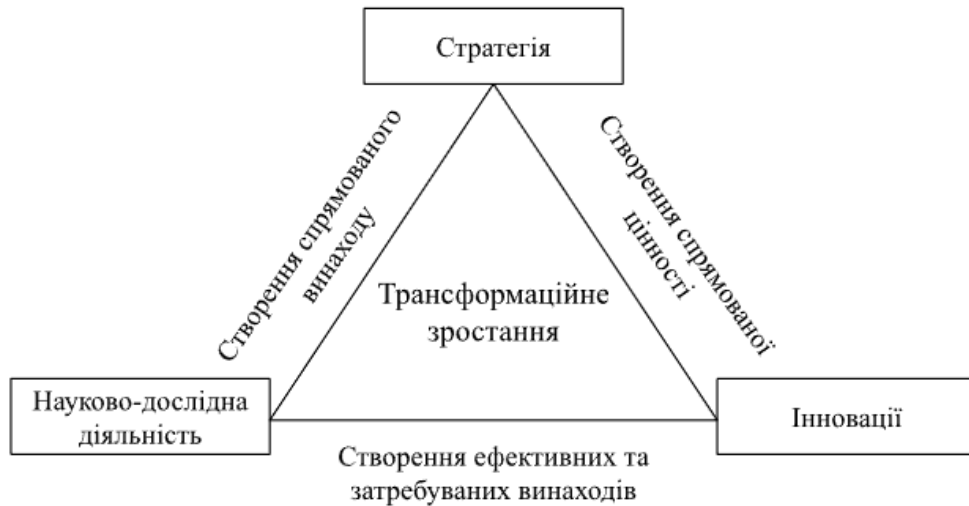 Стратегія
Створення спрямованого
винаходу
Створення спрямованої
цінності
Трансформаційне
зростання
Науково-дослідна
діяльність
Інновації
Створення ефективних та
затребуваних винаходів